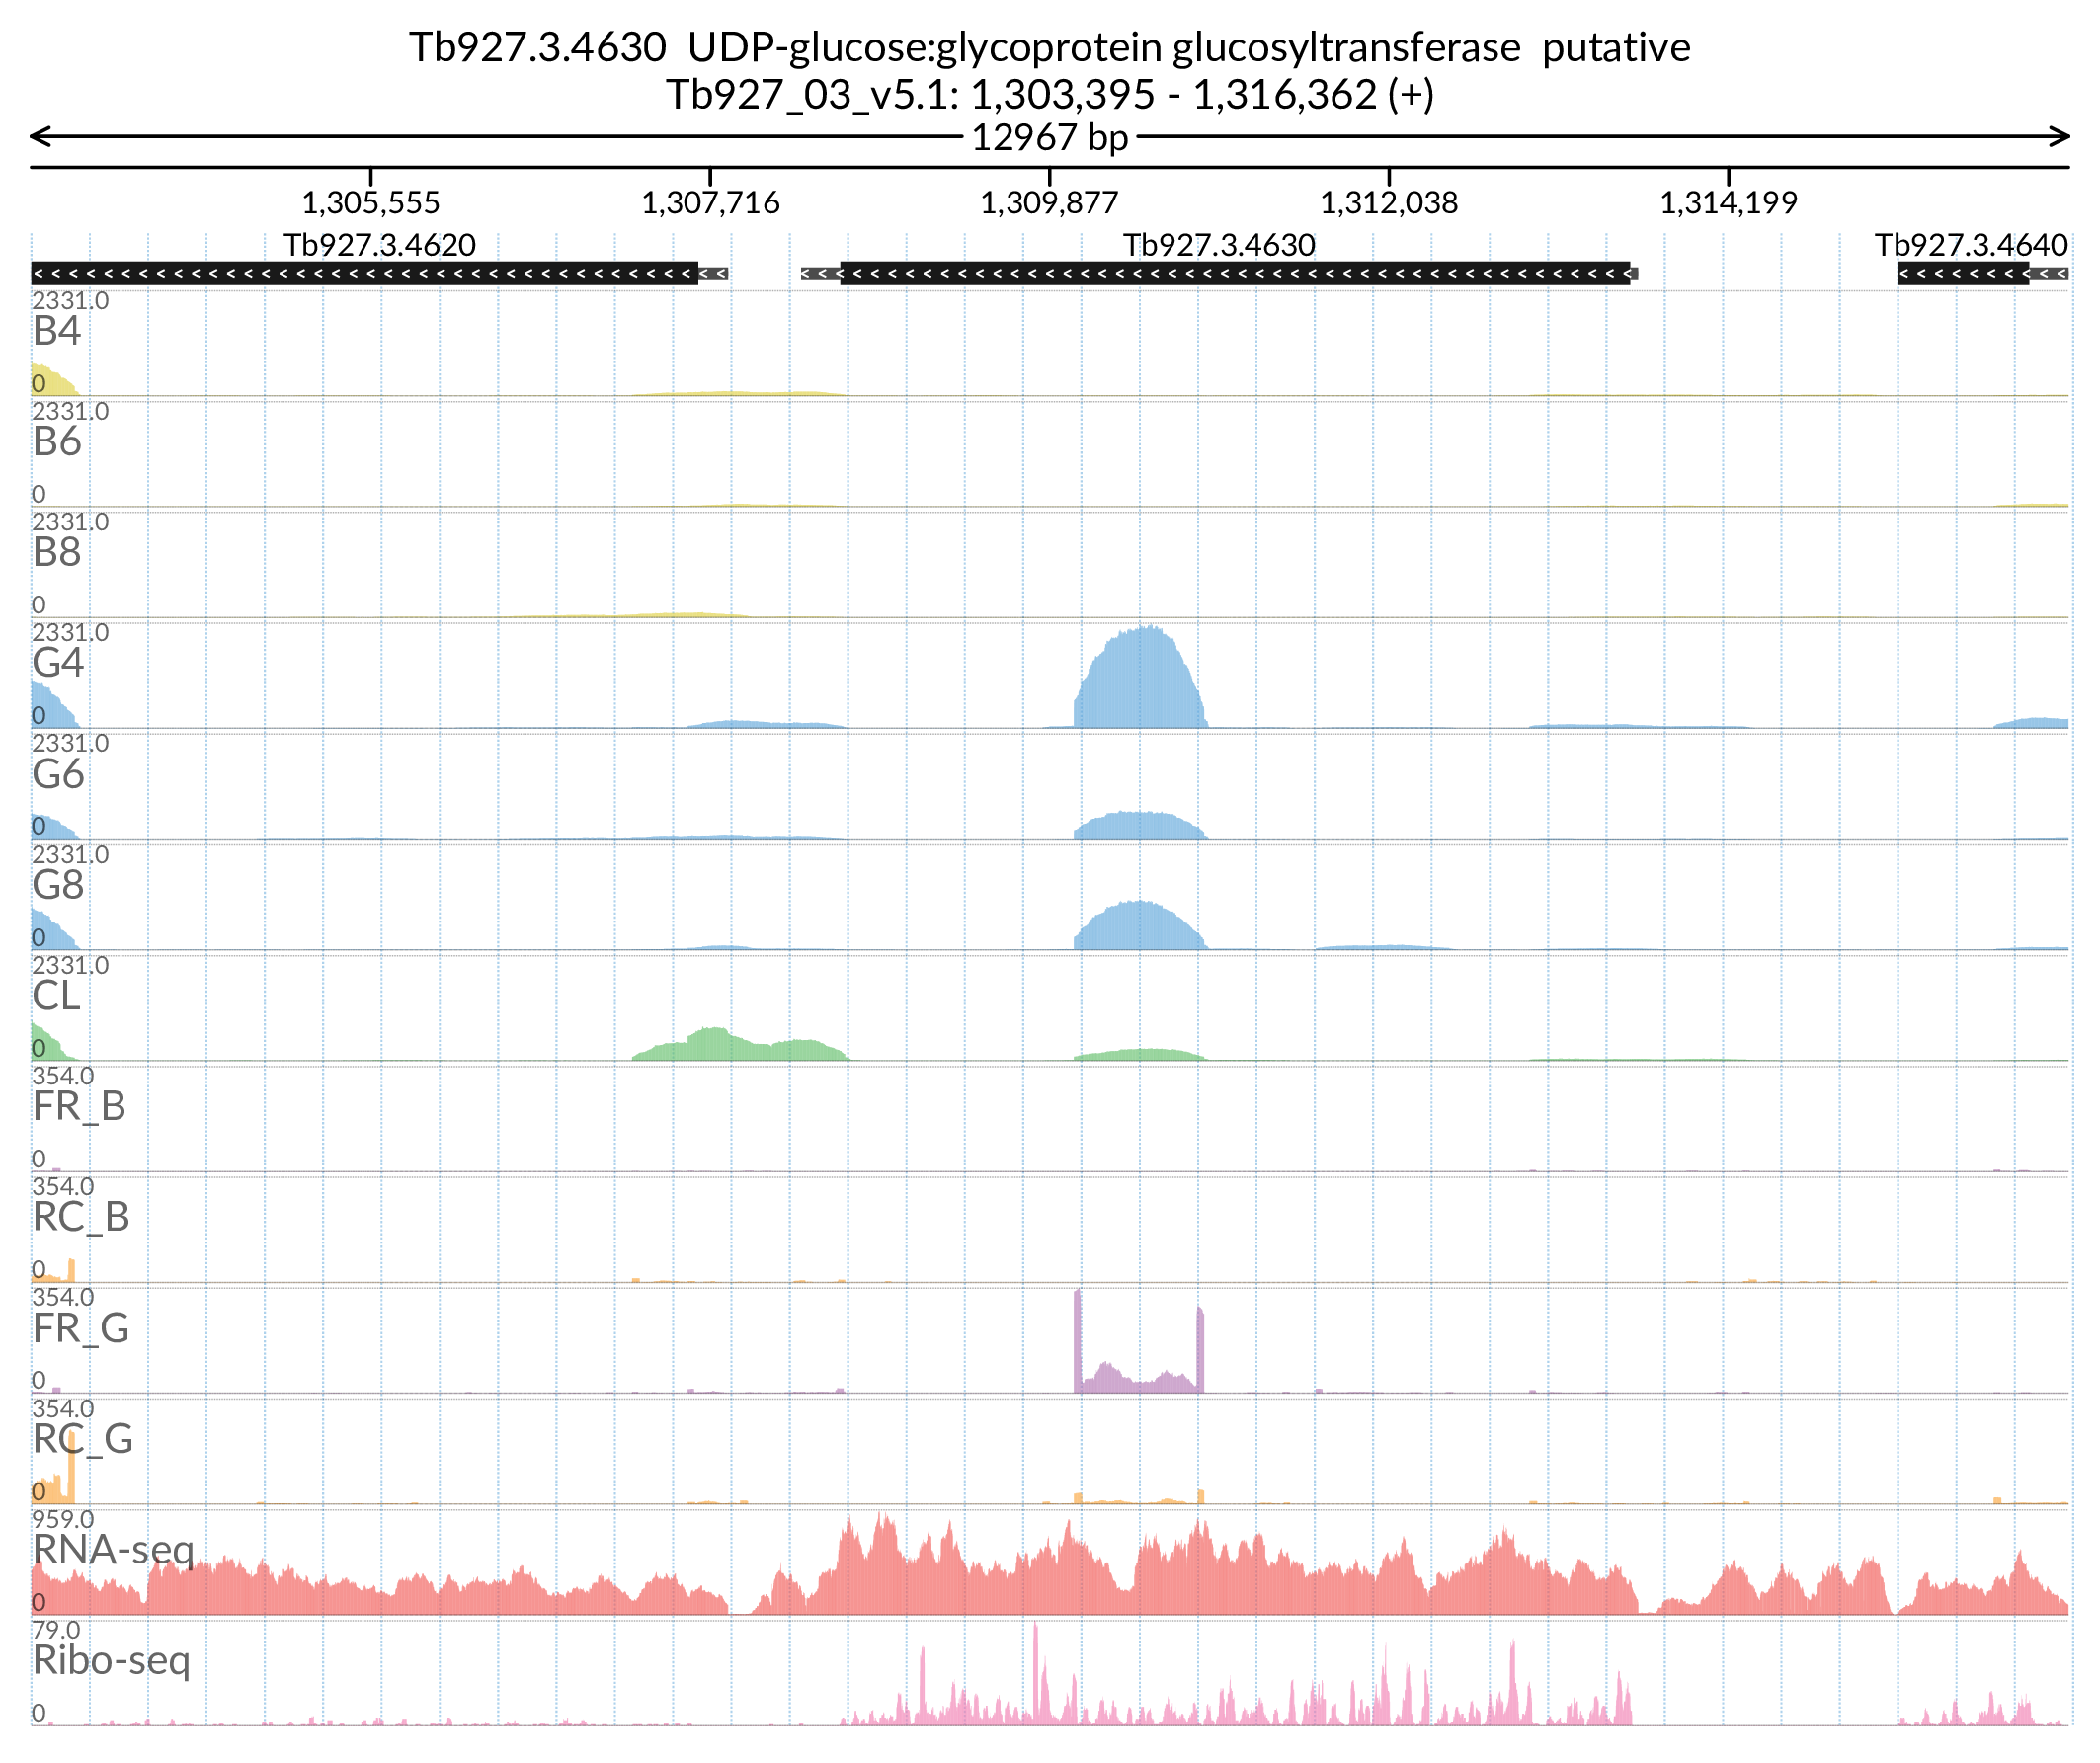 Tb927.3.4630  UDP-glucose:glycoprotein glucosyltransferase  putative
Tb927_03_v5.1: 1,303,395 - 1,316,362 (+)
12967 bp
1,305,555 1,307,716 1,309,877 1,312,038 1,314,199
Tb927.3.4620 Tb927.3.4630 Tb927.3.4640
2331.0
B4
0
2331.0
B6
0
2331.0
B8
0
2331.0
G4
0
2331.0
G6
0
2331.0
G8
0
2331.0
CL
0
354.0
FR_B
0
354.0
RC_B
0
354.0
FR_G
0
354.0
RC_G
0
959.0
RNA-seq
0
79.0
Ribo-seq
0